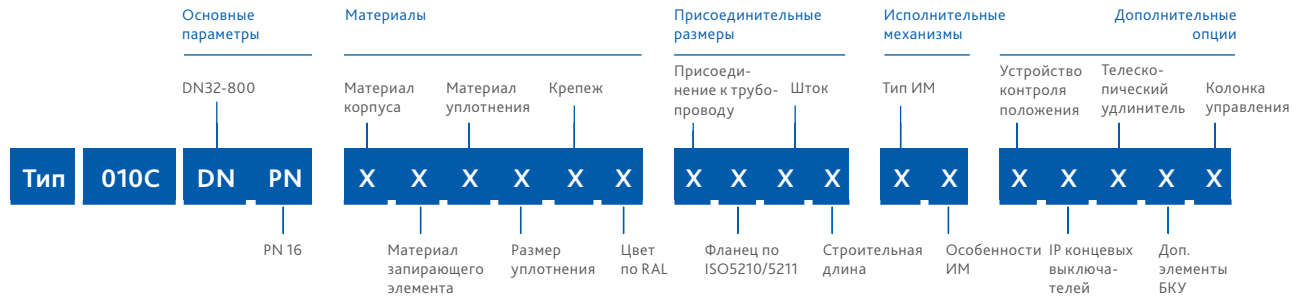 Основные
параметры
Материалы
Присоединительные
размеры
Исполнительные
механизмы
Дополнительные
опции
DN32-800
Материал
корпуса
Материал
уплотнения
Крепеж
Присоеди-
нение к трубо-
проводу
Шток
Тип ИМ
Устройство
контроля
положения
Телеско-
пический
удлинитель
Колонка
управления
Тип 010С DN PN X X X X X X X X X X X X X X X X X
PN 16
Материал
запирающего
элемента
Размер
уплотнения
Цвет
по RAL
Фланец по
ISO5210/5211
Строительная
длина
Особенности
ИМ
IP концевых
выключа-
телей
Доп.
элементы
БКУ